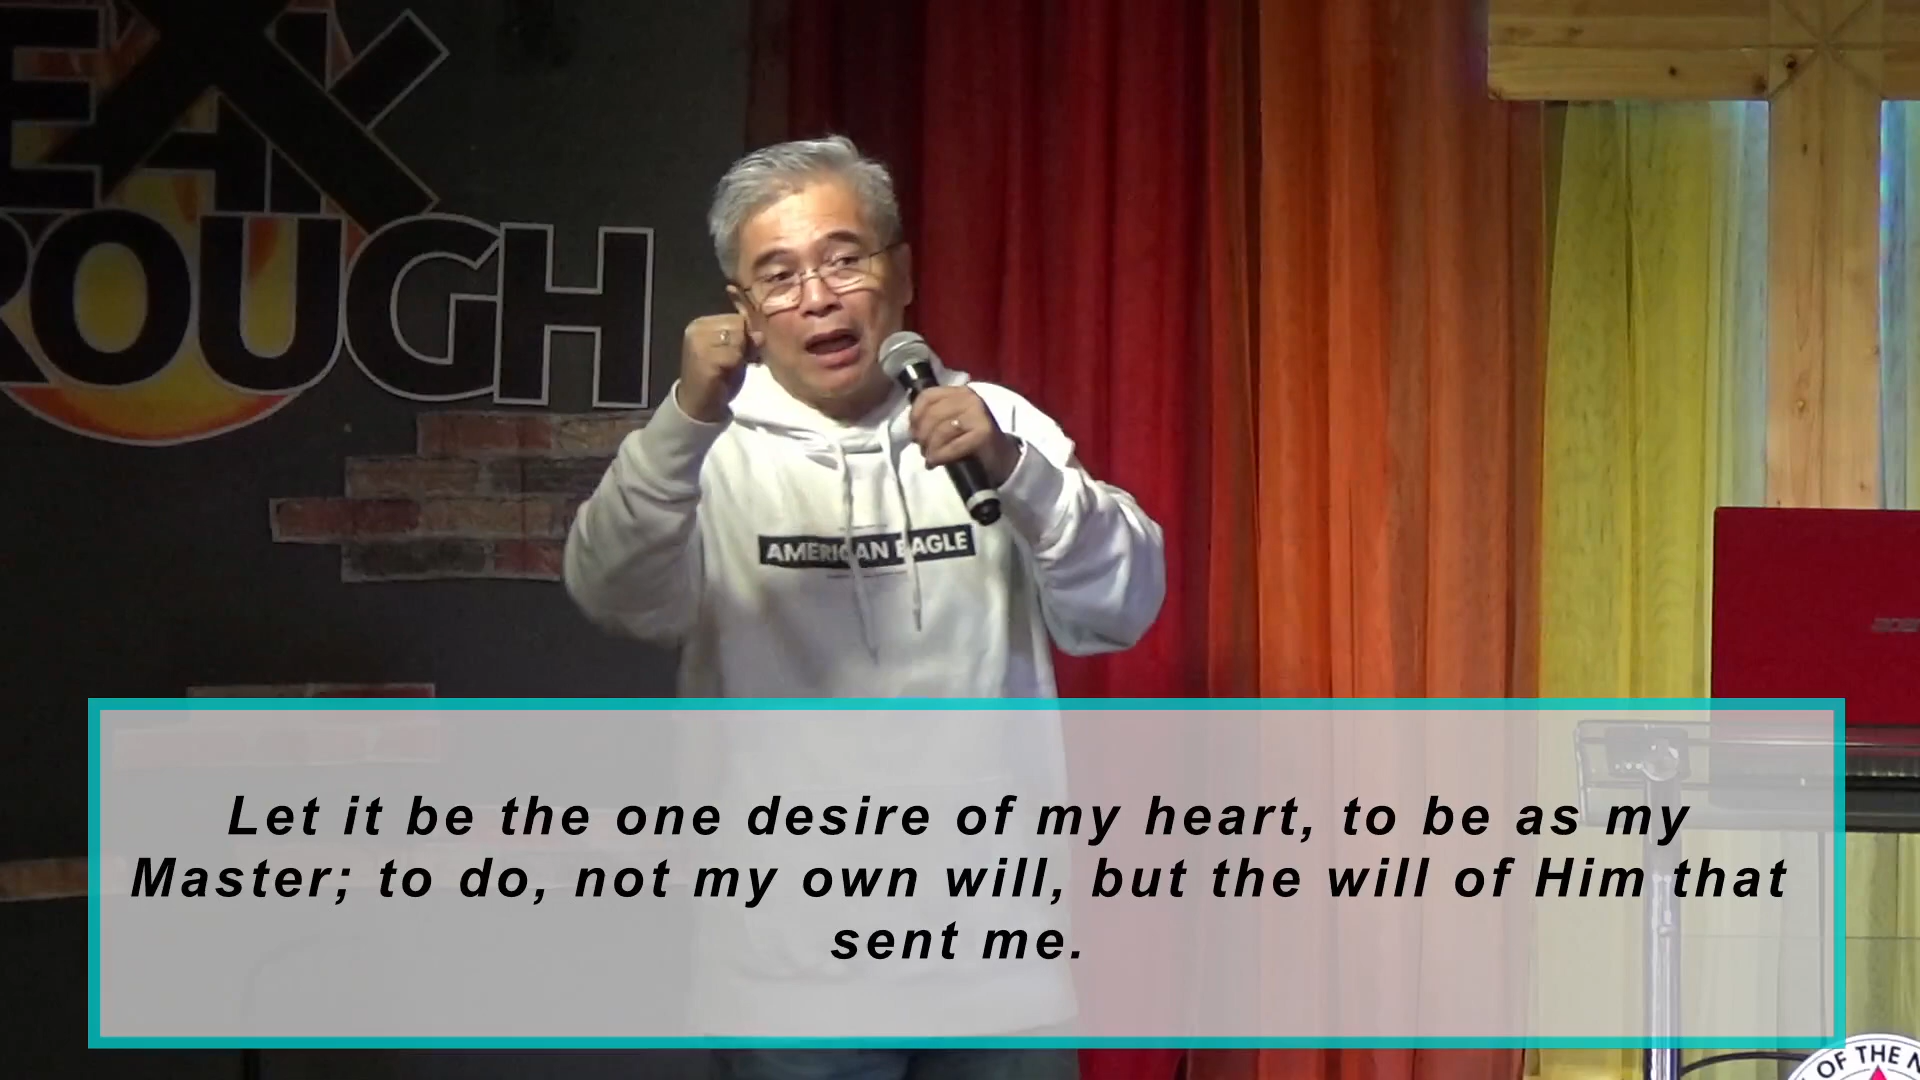 EAK
ROUGH
AMERICAN EAGLE
Let it be the one desire of my heart, to be as my
Master; to do, not my own will, but the will of Him that
sent me.
OF THE